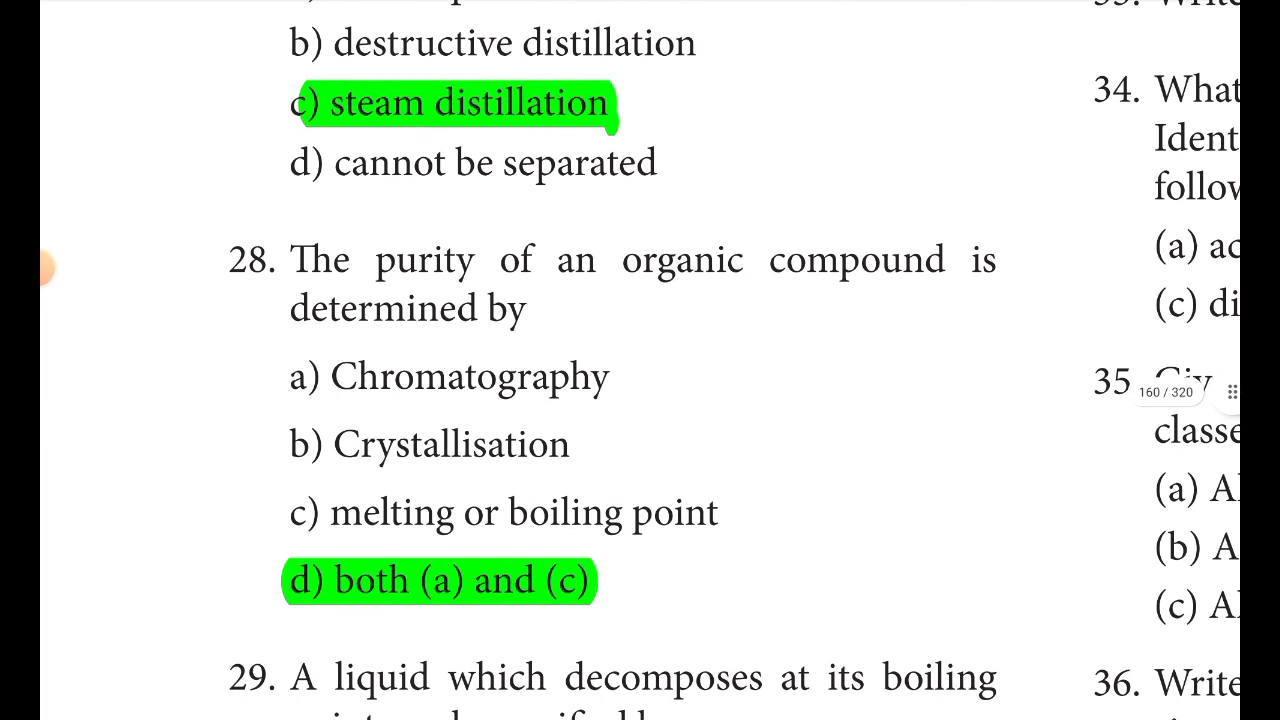 b) destructive distillation
c) steam distillation
d) cannot be separated
28. The purity of an organic compound is
determined by
a) Chromatography
b) Crystallisation
c) melting or boiling point
d) both (a) and (c)
29. A liquid which decomposes at its boiling
34. What
Ident
follow
(a) ac
(c) di
35
160 / 320
classe
(a) Al
(b) A
(c) Al
36. Write